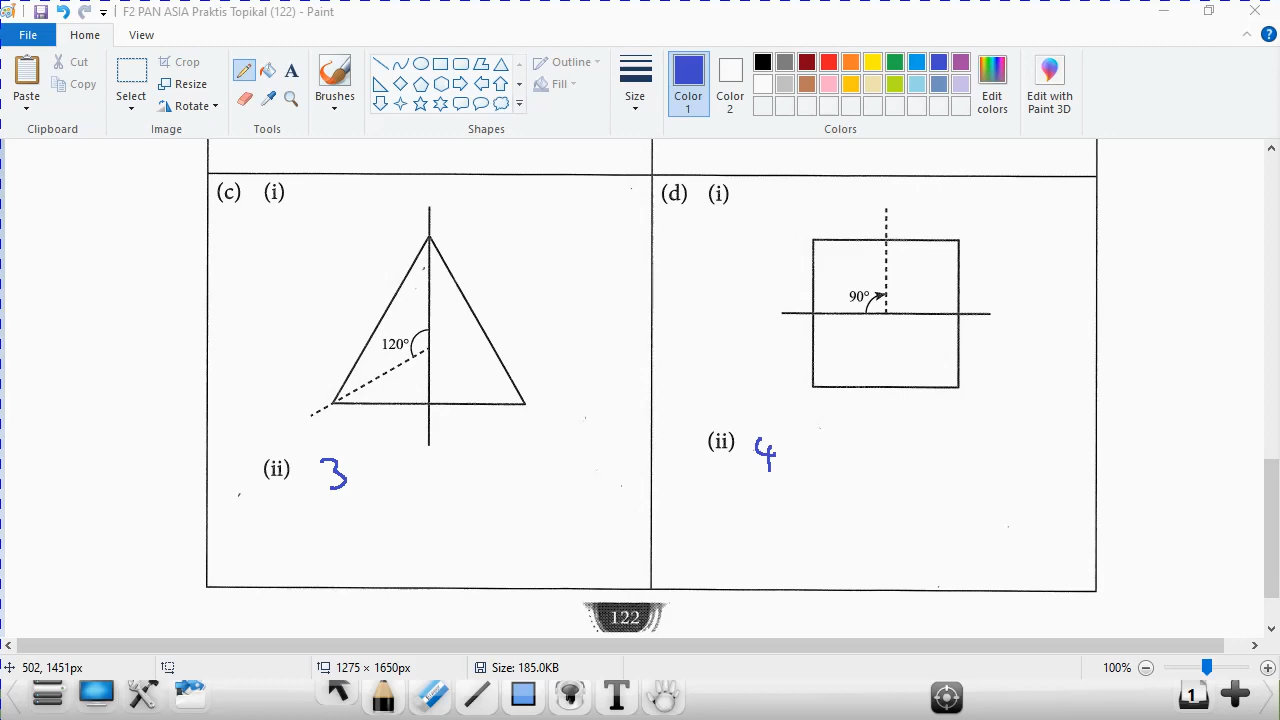 F2 PAN ASIA Praktis Topikal (122) - Paint
File Home View
Paste
Cut
Copy
Clipboard
Select
Crop
Resize
Rotate
Image
A
Tools
Brushes
Outline
Fill
Shapes
Size
Color 1
Color 2
Edit colors
Colors
Edit with Paint 3D
(c) (i)
120°
(ii) 3
(d) (i)
90°
(ii) 4
122
502, 1451px
1275 × 1650px
Size: 185.0KB
100%
T
1